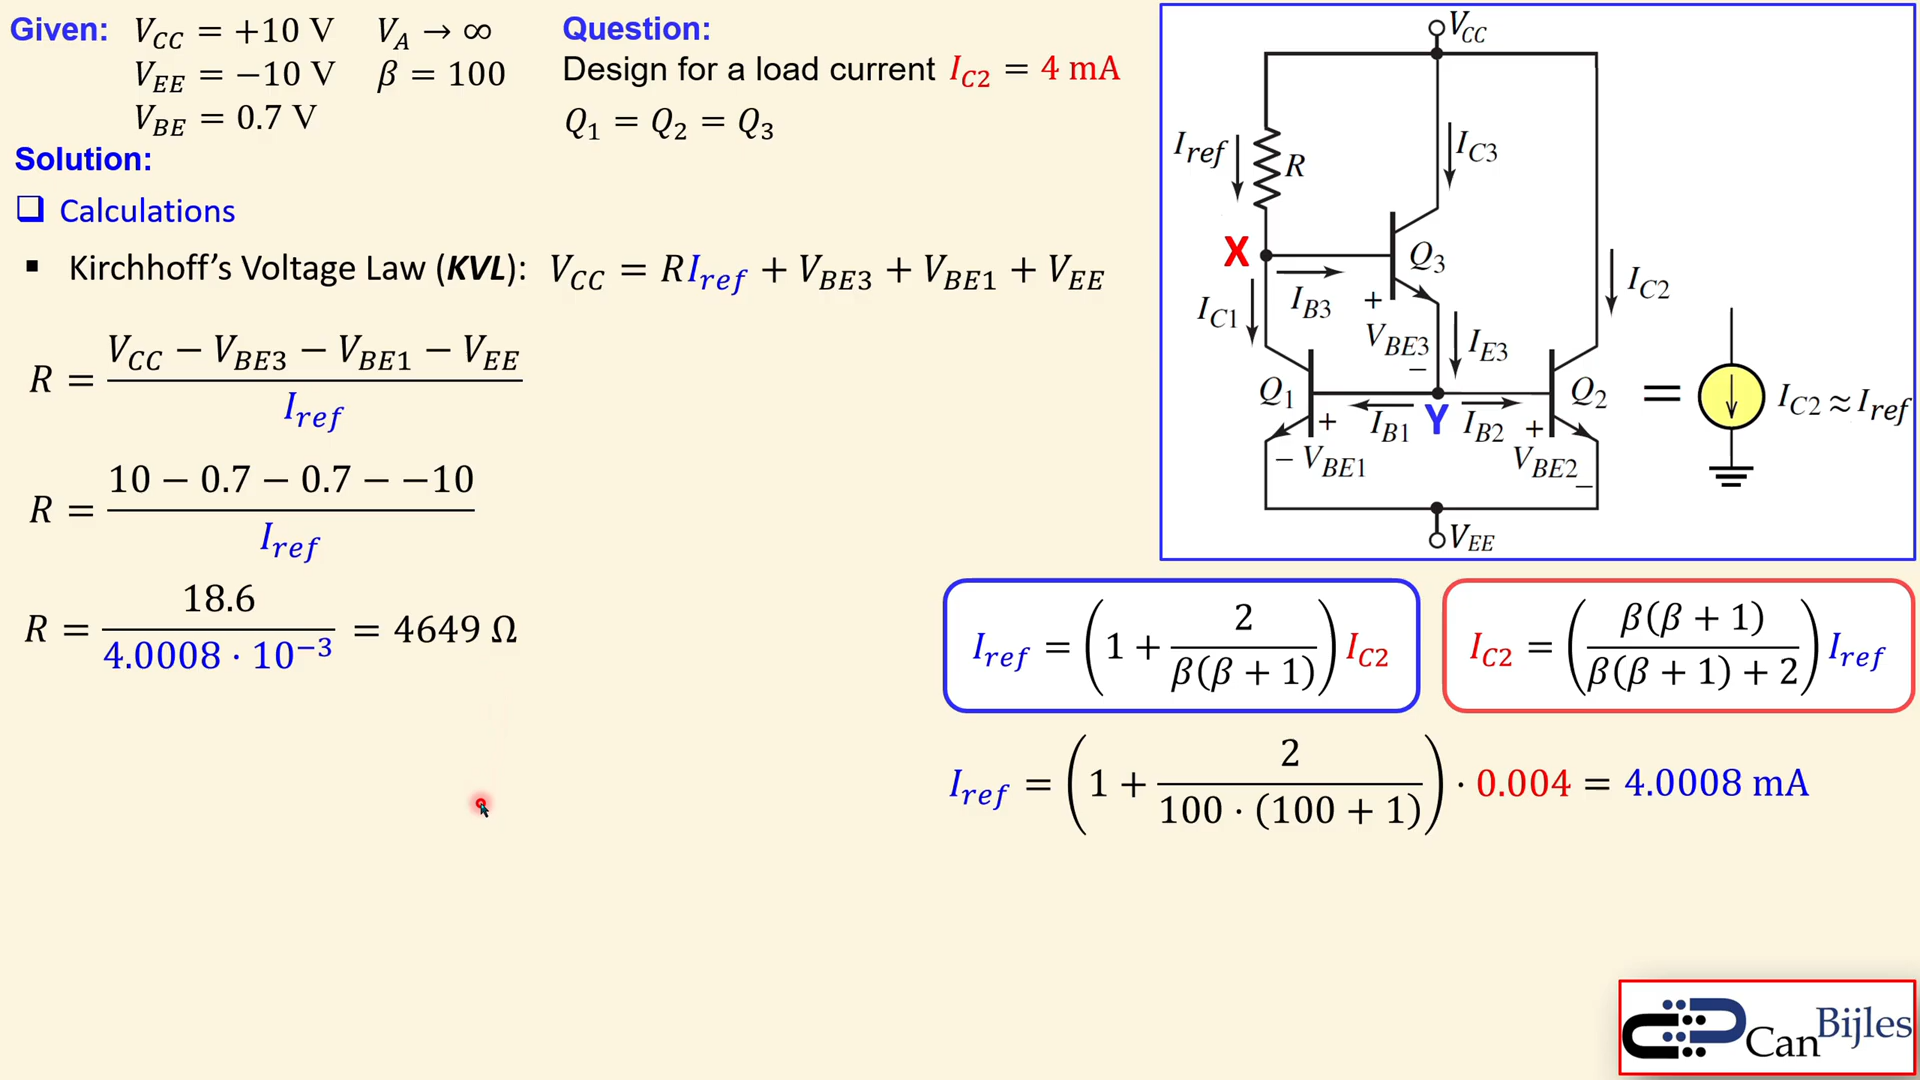 Given: V_CC = +10 V V_A → ∞
V_EE = −10 V β = 100
V_BE = 0.7 V
Question:
Design for a load current I_C2 = 4 mA
Q_1 = Q_2 = Q_3
Solution:
❑ Calculations
▪ Kirchhoff's Voltage Law (KVL): V_CC = RI_ref + V_BE3 + V_BE1 + V_EE
R = (V_CC − V_BE3 − V_BE1 − V_EE) / I_ref
R = (10 − 0.7 − 0.7 − −10) / I_ref
R = 18.6 / (4.0008 · 10^−3) = 4649 Ω
V_CC
I_ref R I_C3
X Q_3
I_B3 + I_C2
I_C1 V_BE3 I_E3
−
Q_1 Q_2 = I_C2 ≈ I_ref
+ I_B1 Y I_B2 +
− V_BE1 V_BE2 −
V_EE
I_ref = (1 + 2 / (β(β + 1))) I_C2
I_C2 = (β(β + 1) / (β(β + 1) + 2)) I_ref
I_ref = (1 + 2 / (100 · (100 + 1))) · 0.004 = 4.0008 mA
CanBijles